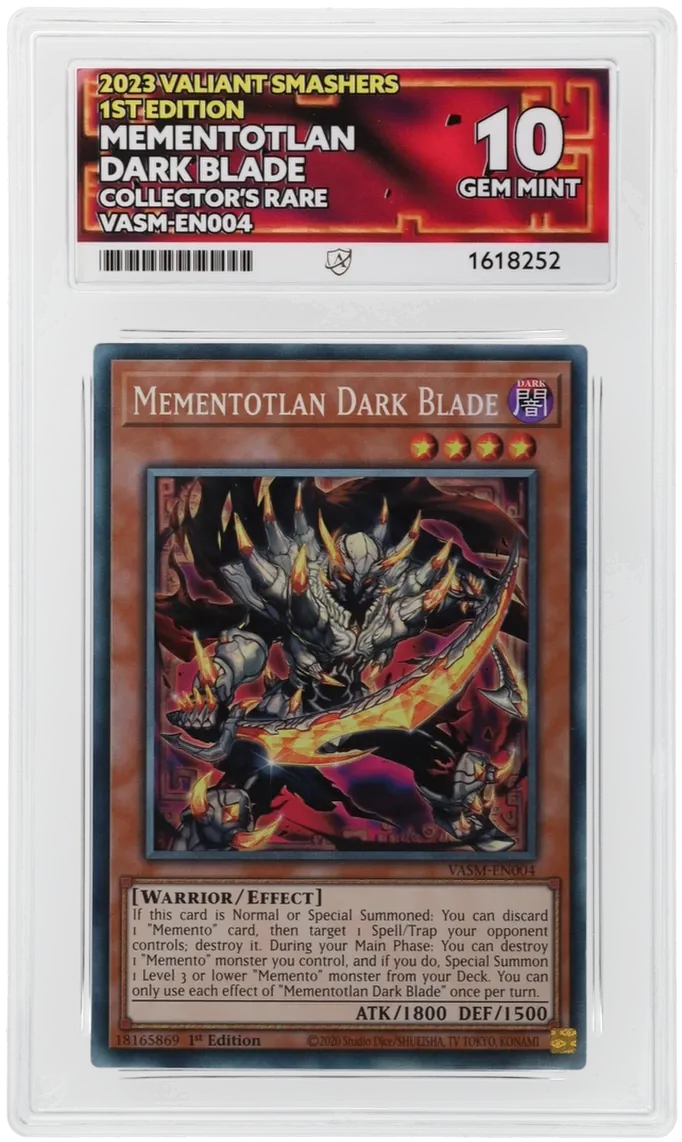 2023 VALIANT SMASHERS
1ST EDITION
MEMENTOTLAN
DARK BLADE
COLLECTOR'S RARE
VASM-EN004
10
GEM MINT
1618252
MEMENTOTLAN DARK BLADE
DARK
闇
VASM-EN004
[WARRIOR/EFFECT]
If this card is Normal or Special Summoned: You can discard
1 "Memento" card, then target 1 Spell/Trap your opponent
controls; destroy it. During your Main Phase: You can destroy
1 "Memento" monster you control, and if you do, Special Summon
1 Level 3 or lower "Memento" monster from your Deck. You can
only use each effect of "Mementotlan Dark Blade" once per turn.
ATK/1800 DEF/1500
18165869 1st Edition ©2020 Studio Dice/SHUEISHA, TV TOKYO, KONAMI